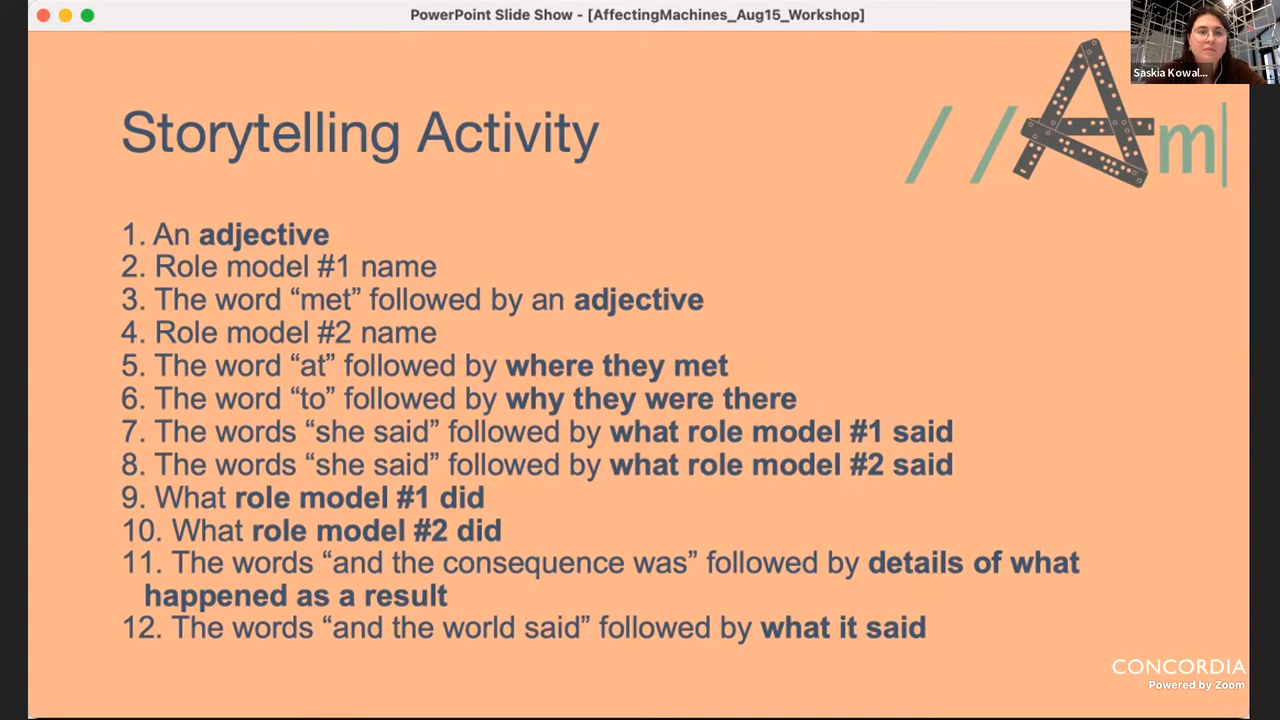 PowerPoint Slide Show - [AffectingMachines_Aug15_Workshop]
Saskia Kowal...
Storytelling Activity
//Am|
1. An adjective
2. Role model #1 name
3. The word “met” followed by an adjective
4. Role model #2 name
5. The word “at” followed by where they met
6. The word “to” followed by why they were there
7. The words “she said” followed by what role model #1 said
8. The words “she said” followed by what role model #2 said
9. What role model #1 did
10. What role model #2 did
11. The words “and the consequence was” followed by details of what
happened as a result
12. The words “and the world said” followed by what it said
CONCORDIA
Powered by Zoom